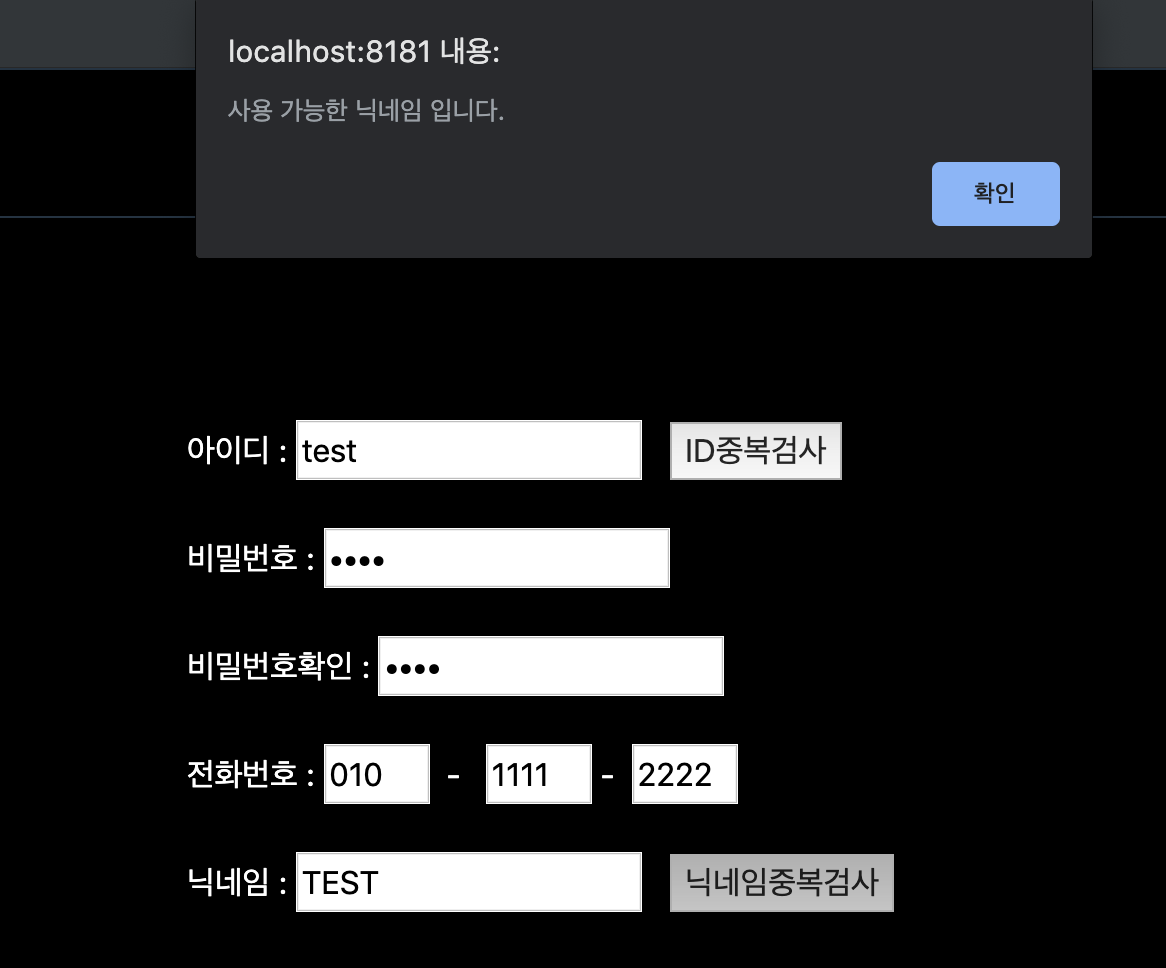 localhost:8181 내용:
사용 가능한 닉네임 입니다.
확인
아이디 : test ID중복검사
비밀번호 : ••••
비밀번호확인 : ••••
전화번호 : 010 - 1111 - 2222
닉네임 : TEST 닉네임중복검사